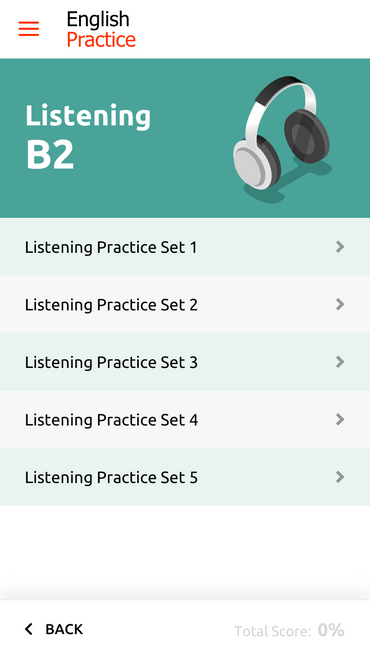 English
Practice
Listening
B2
Listening Practice Set 1
Listening Practice Set 2
Listening Practice Set 3
Listening Practice Set 4
Listening Practice Set 5
BACK
Total Score: 0%